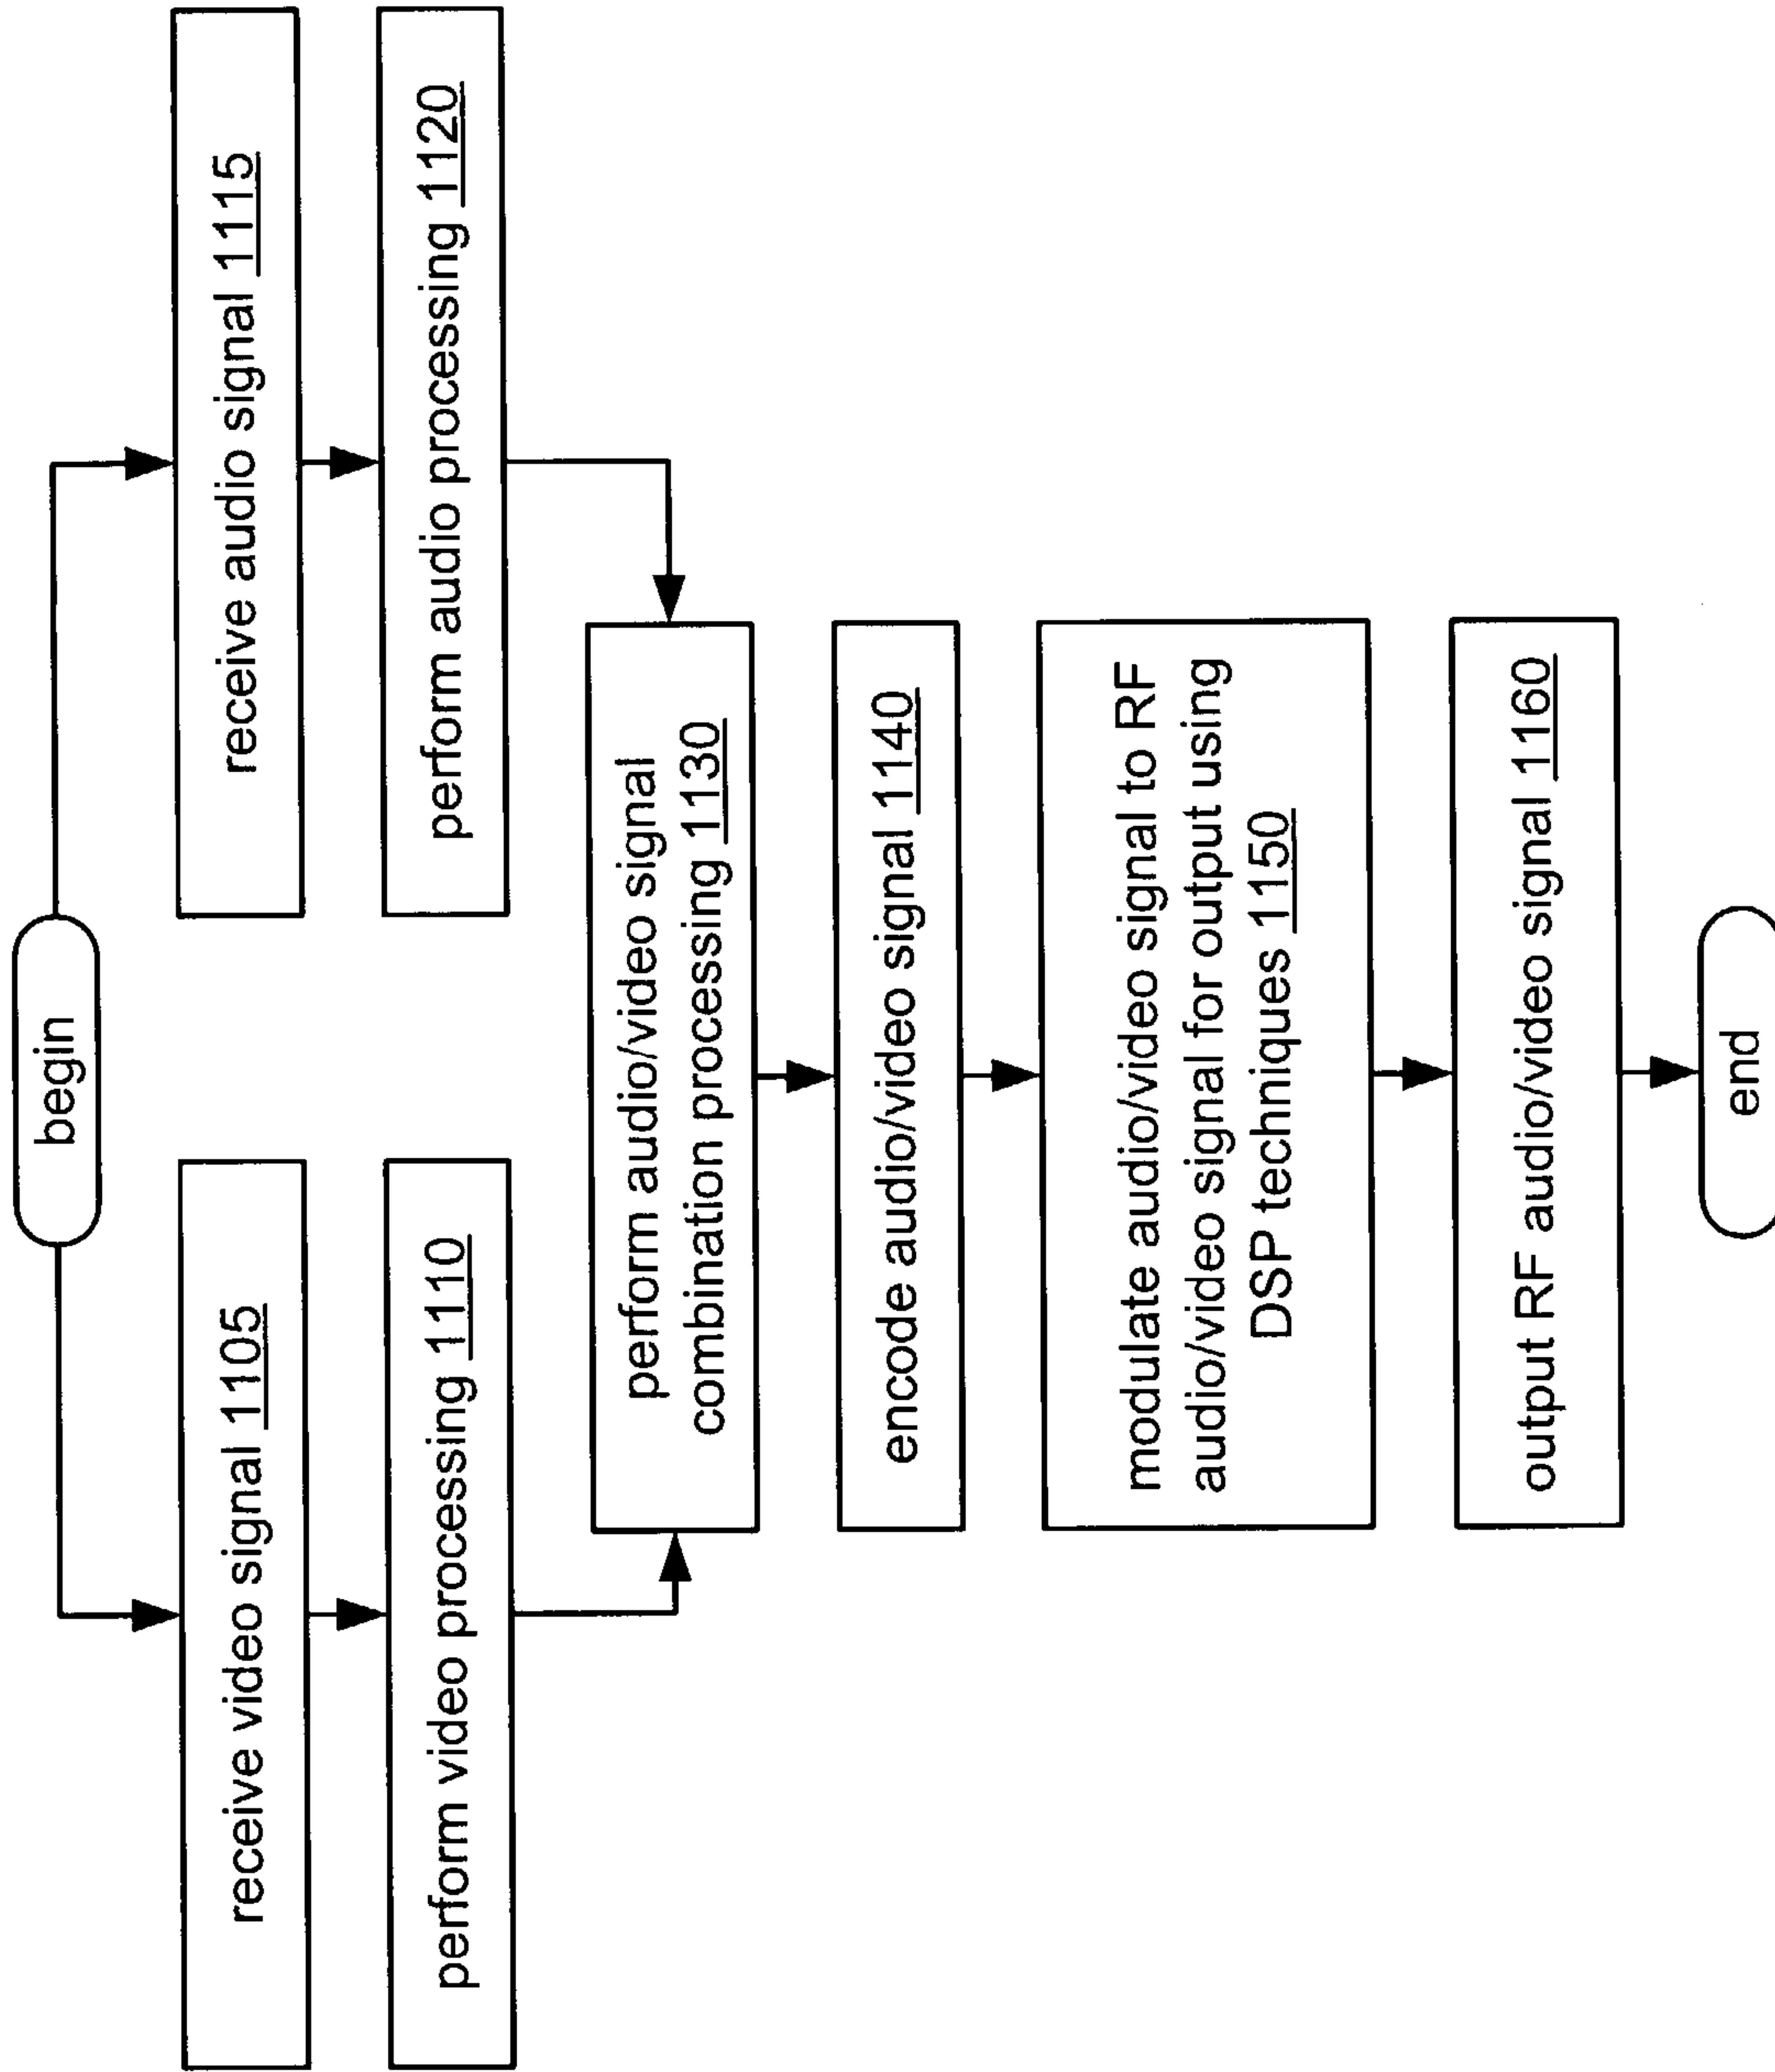 begin
receive video signal 1105
receive audio signal 1115
perform video processing 1110
perform audio processing 1120
perform audio/video signal
combination processing 1130
encode audio/video signal 1140
modulate audio/video signal to RF
audio/video signal for output using
DSP techniques 1150
output RF audio/video signal 1160
end